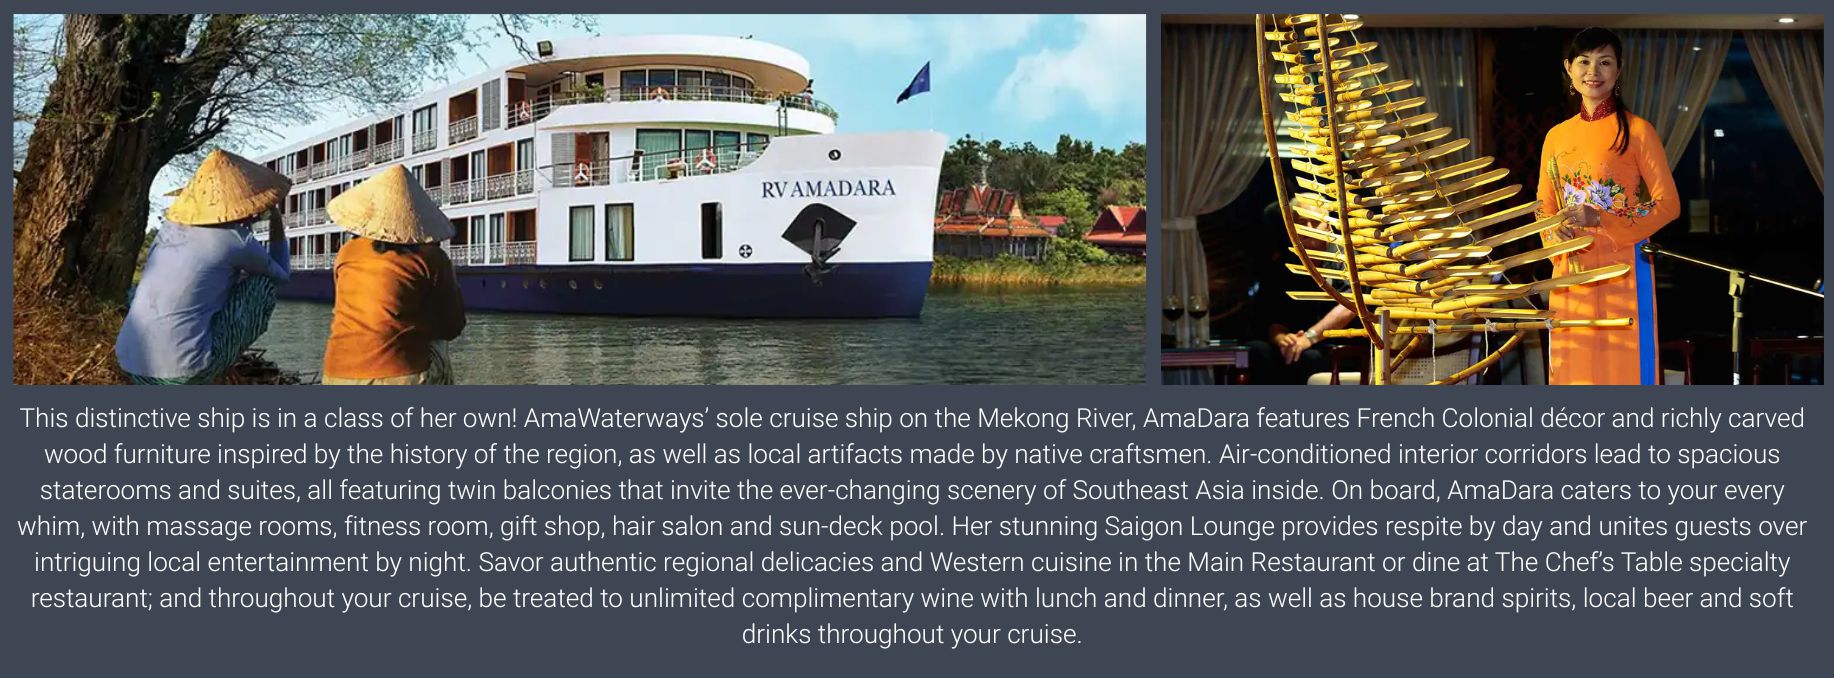 RV AMADARA
This distinctive ship is in a class of her own! AmaWaterways’ sole cruise ship on the Mekong River, AmaDara features French Colonial décor and richly carved
wood furniture inspired by the history of the region, as well as local artifacts made by native craftsmen. Air-conditioned interior corridors lead to spacious
staterooms and suites, all featuring twin balconies that invite the ever-changing scenery of Southeast Asia inside. On board, AmaDara caters to your every
whim, with massage rooms, fitness room, gift shop, hair salon and sun-deck pool. Her stunning Saigon Lounge provides respite by day and unites guests over
intriguing local entertainment by night. Savor authentic regional delicacies and Western cuisine in the Main Restaurant or dine at The Chef’s Table specialty
restaurant; and throughout your cruise, be treated to unlimited complimentary wine with lunch and dinner, as well as house brand spirits, local beer and soft
drinks throughout your cruise.